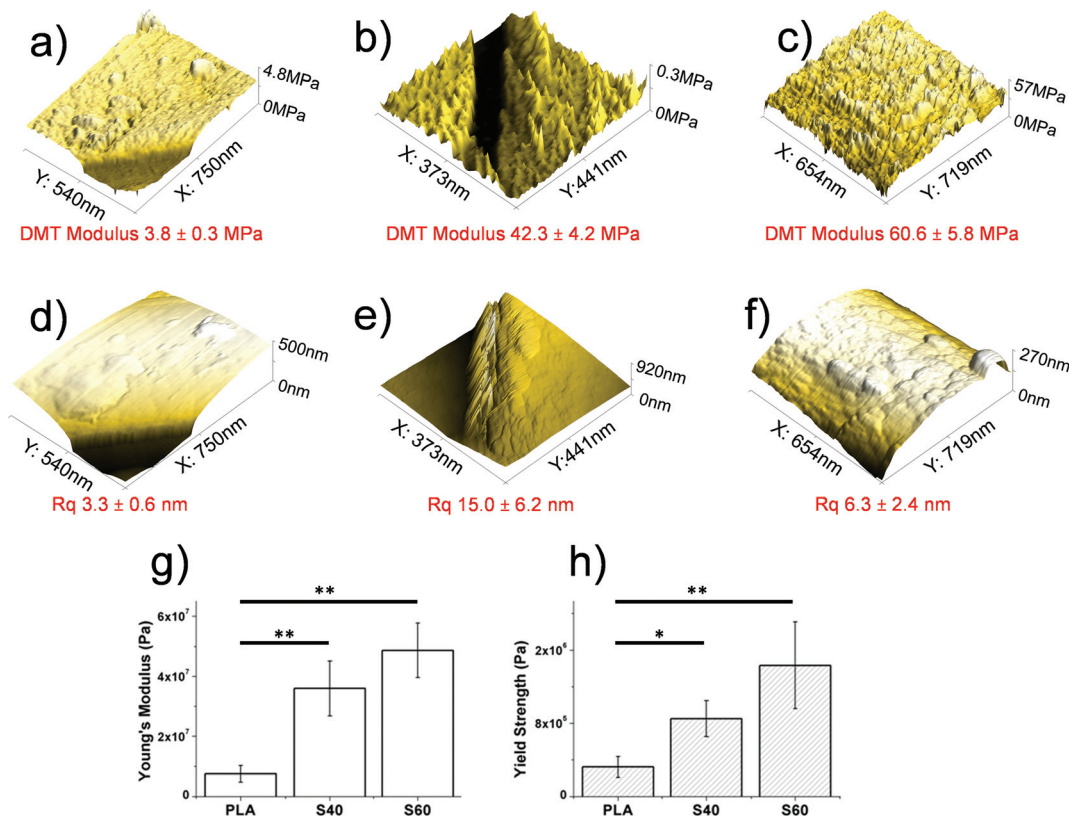 a)
4.8MPa
0MPa
Y: 540nm
X: 750nm
DMT Modulus 3.8 ± 0.3 MPa
b)
0.3MPa
0MPa
X: 373nm
Y:441nm
DMT Modulus 42.3 ± 4.2 MPa
c)
57MPa
0MPa
X: 654nm
Y: 719nm
DMT Modulus 60.6 ± 5.8 MPa
d)
500nm
0nm
Y: 540nm
X: 750nm
Rq 3.3 ± 0.6 nm
e)
920nm
0nm
X: 373nm
Y:441nm
Rq 15.0 ± 6.2 nm
f)
270nm
0nm
X: 654nm
Y: 719nm
Rq 6.3 ± 2.4 nm
g)
**
**
Young's Modulus (Pa)
6x10⁷
4x10⁷
2x10⁷
0
PLA S40 S60
h)
**
*
Yield Strength (Pa)
2x10⁶
8x10⁵
0
PLA S40 S60